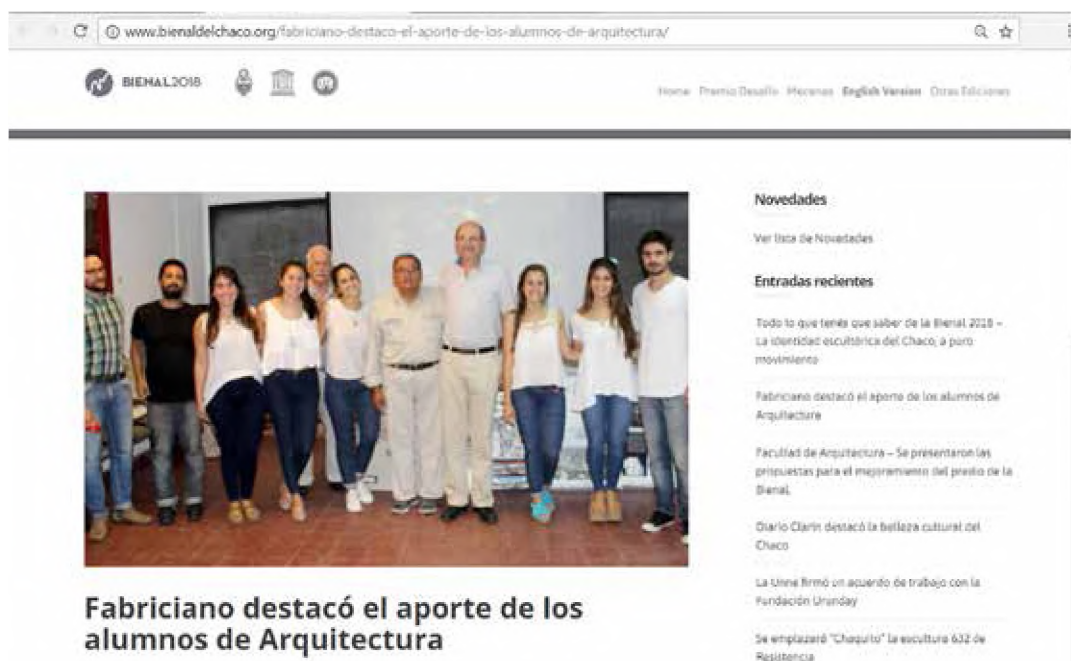 www.bienaldelchaco.org/fabriciano-destaco-el-aporte-de-los-alumnos-de-arquitectura/
BIENAL2018
Home Premio Desafío Mecenas English Version Otras Ediciones
Novedades
Ver lista de Novedades
Entradas recientes
Todo lo que tenés que saber de la Bienal 2018 –
La identidad escultórica del Chaco, a puro
movimiento
Fabriciano destacó el aporte de los alumnos de
Arquitectura
Facultad de Arquitectura – Se presentaron las
propuestas para el mejoramiento del predio de la
Bienal.
Diario Clarín destacó la belleza cultural del
Chaco
La Unne firmó un acuerdo de trabajo con la
Fundación Urunday
Se emplazará "Chaquito" la escultura 632 de
Resistencia
Fabriciano destacó el aporte de los
alumnos de Arquitectura